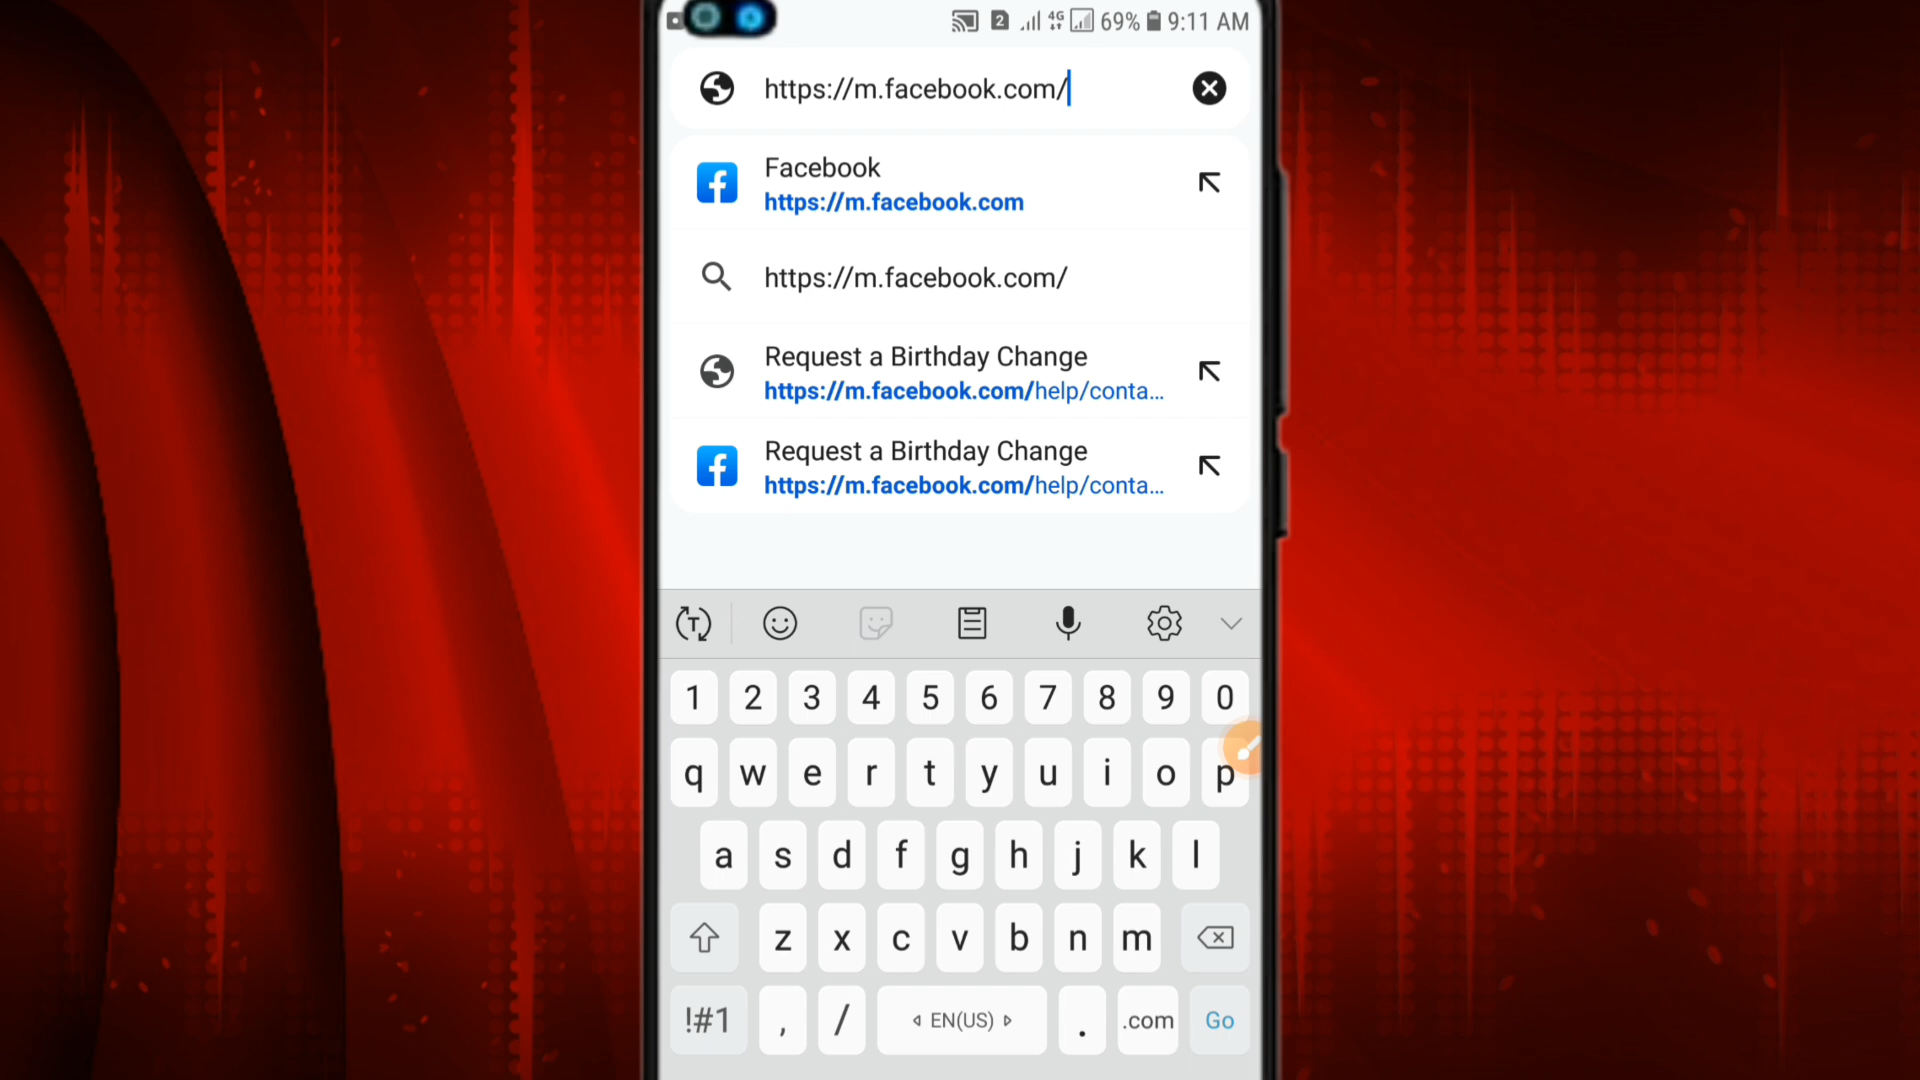 2 4G 69% 9:11 AM
https://m.facebook.com/
Facebook
https://m.facebook.com
https://m.facebook.com/
Request a Birthday Change
https://m.facebook.com/help/conta...
Request a Birthday Change
https://m.facebook.com/help/conta...
T
1 2 3 4 5 6 7 8 9 0
q w e r t y u i o p
a s d f g h j k l
z x c v b n m
!#1 , / EN(US) . .com Go